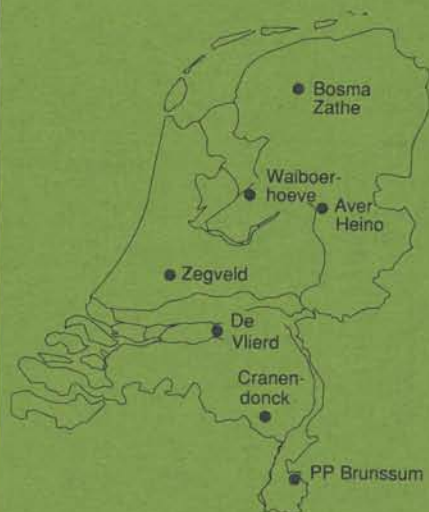 Bosma
Zathe
Waiboer-
hoeve
Aver
Heino
Zegveld
De
Vlierd
Cranen-
donck
PP Brunssum